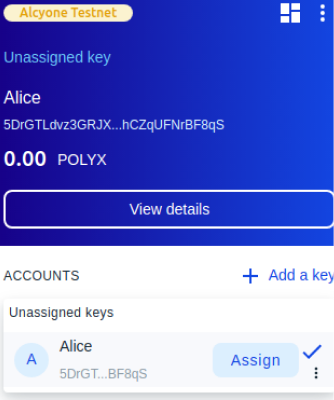 Alcyone Testnet
Unassigned key
Alice
5DrGTLdvz3GRJX...hCZqUFNrBF8qS
0.00 POLYX
View details
ACCOUNTS
Add a key
Unassigned keys
A
Alice
Assign
5DrGT...BF8qS